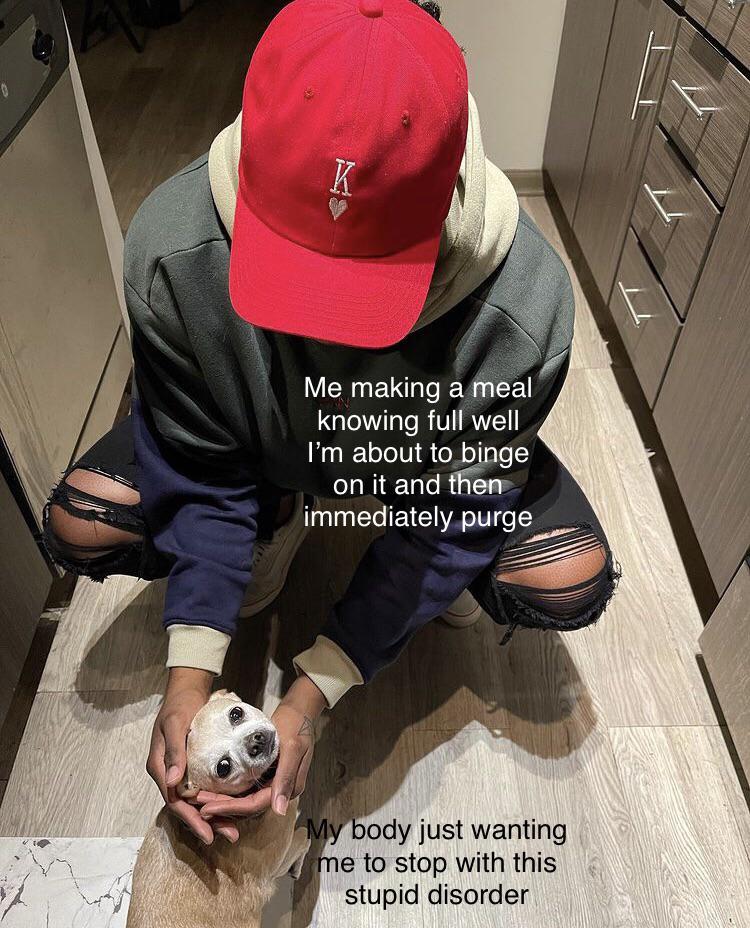 K
Me making a meal
knowing full well
I'm about to binge
on it and then
immediately purge
My body just wanting
me to stop with this
stupid disorder